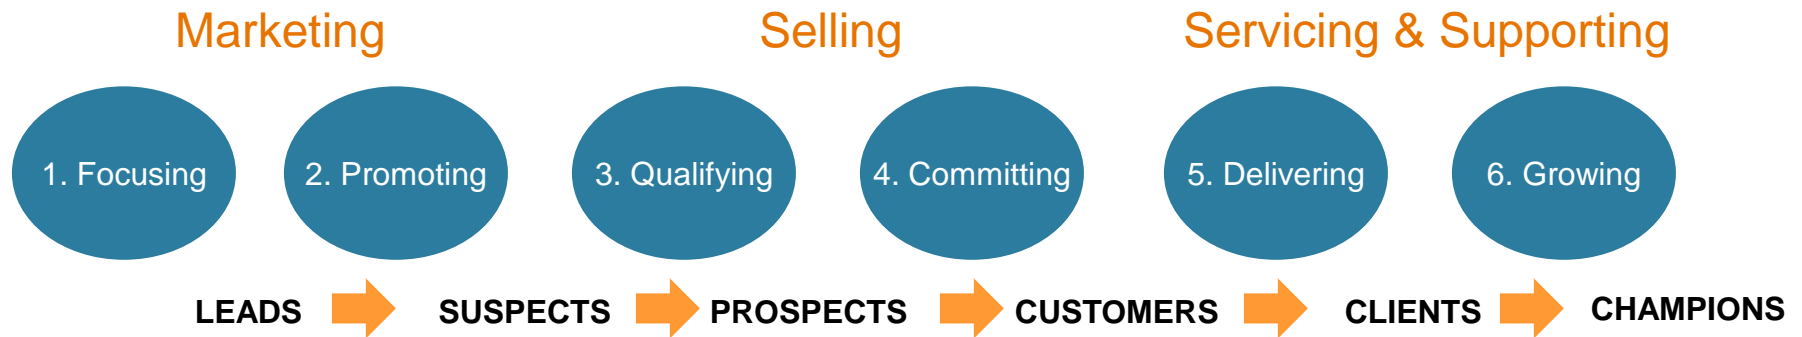 Marketing
Selling
Servicing & Supporting
1. Focusing
2. Promoting
3. Qualifying
4. Committing
5. Delivering
6. Growing
LEADS
SUSPECTS
PROSPECTS
CUSTOMERS
CLIENTS
CHAMPIONS